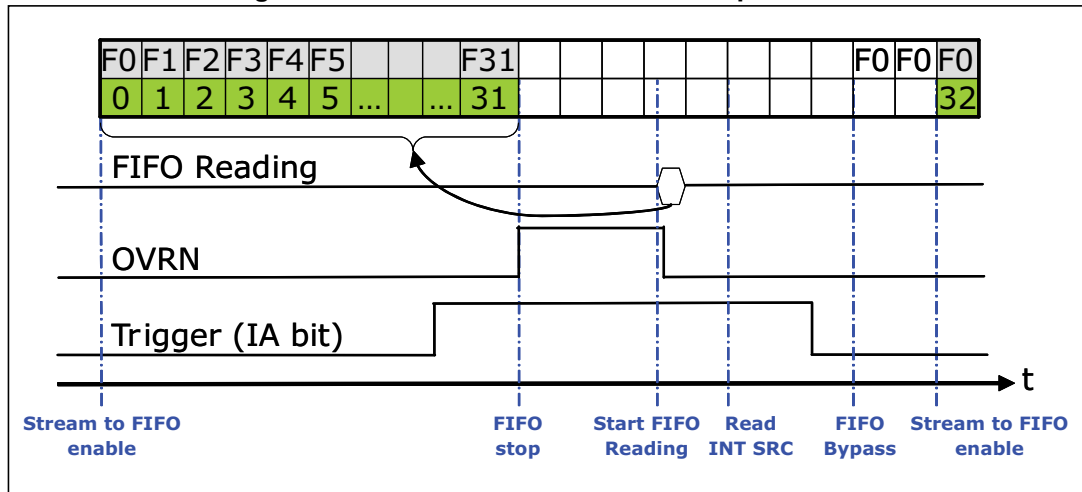 F0 F1 F2 F3 F4 F5 F31 F0 F0 F0
0 1 2 3 4 5 ... ... 31 32
FIFO Reading
OVRN
Trigger (IA bit)
t
Stream to FIFO FIFO Start FIFO Read FIFO Stream to FIFO
enable stop Reading INT SRC Bypass enable